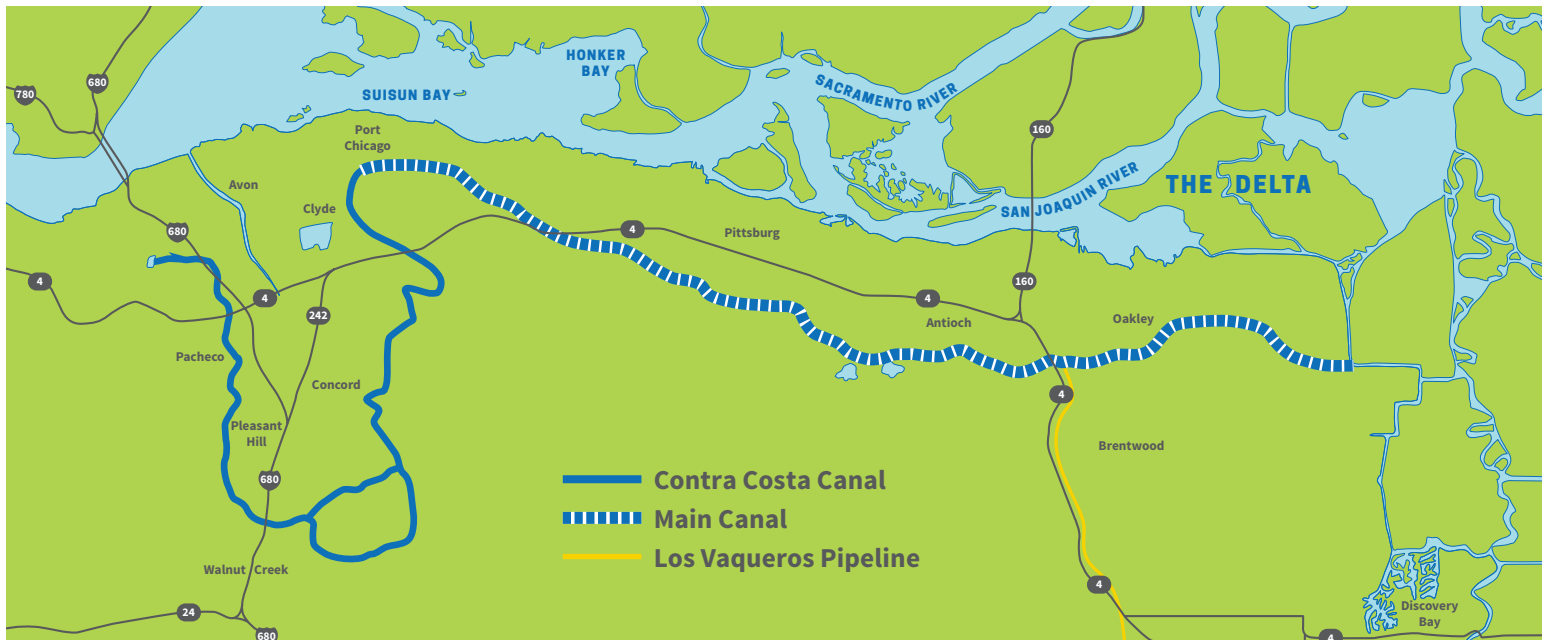 HONKER
BAY
SUISUN BAY
SACRAMENTO RIVER
680
780
Port
Chicago
160
Avon
THE DELTA
SAN JOAQUIN RIVER
Clyde
680
4
Pittsburg
4
160
4
4
242
Antioch
Oakley
Pacheco
Concord
4
Pleasant
Hill
Brentwood
680
Contra Costa Canal
Main Canal
Los Vaqueros Pipeline
Walnut Creek
4
24
Discovery
Bay
680
4